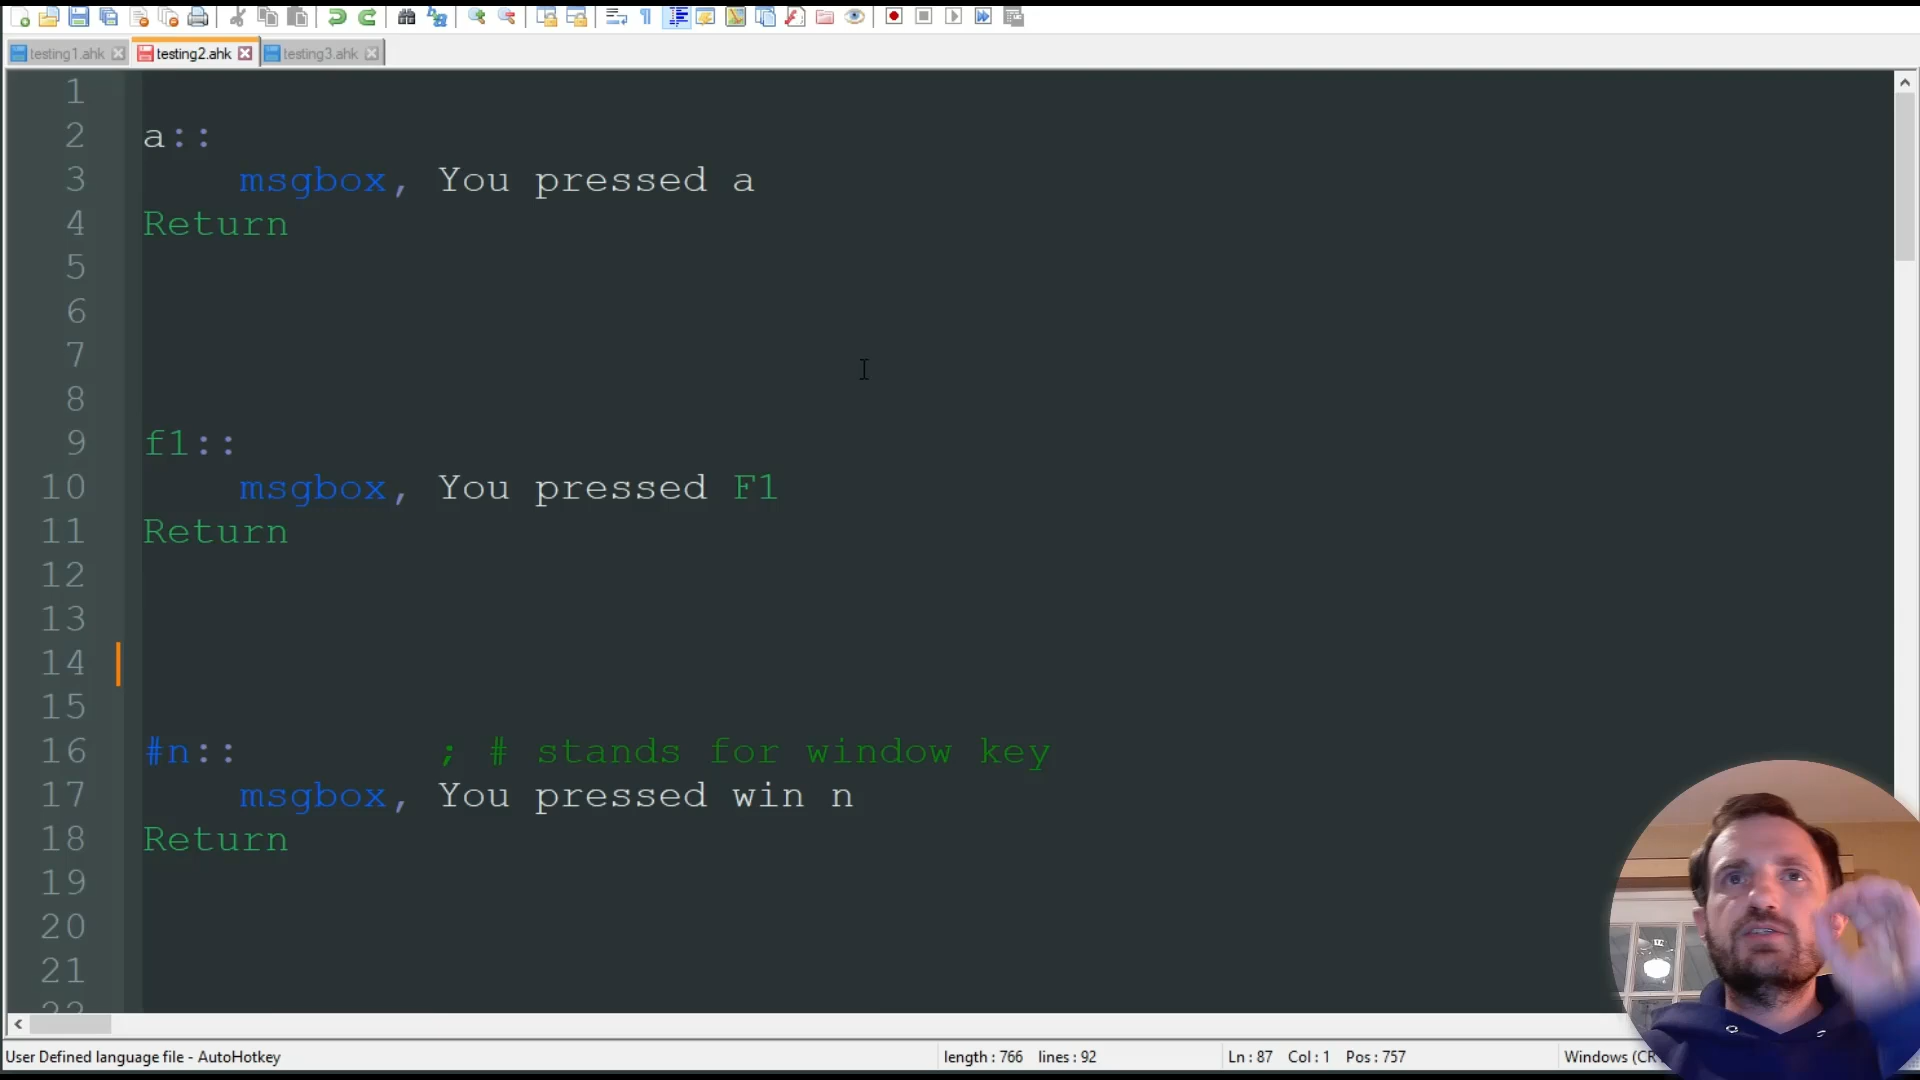 testing1.ahk testing2.ahk testing3.ahk
1
2 a::
3 msgbox, You pressed a
4 Return
5
6
7
8
9 f1::
10 msgbox, You pressed F1
11 Return
12
13
14
15
16 #n:: ; # stands for window key
17 msgbox, You pressed win n
18 Return
19
20
21
22
User Defined language file - AutoHotkey length : 766 lines : 92 Ln : 87 Col : 1 Pos : 757 Windows (CR